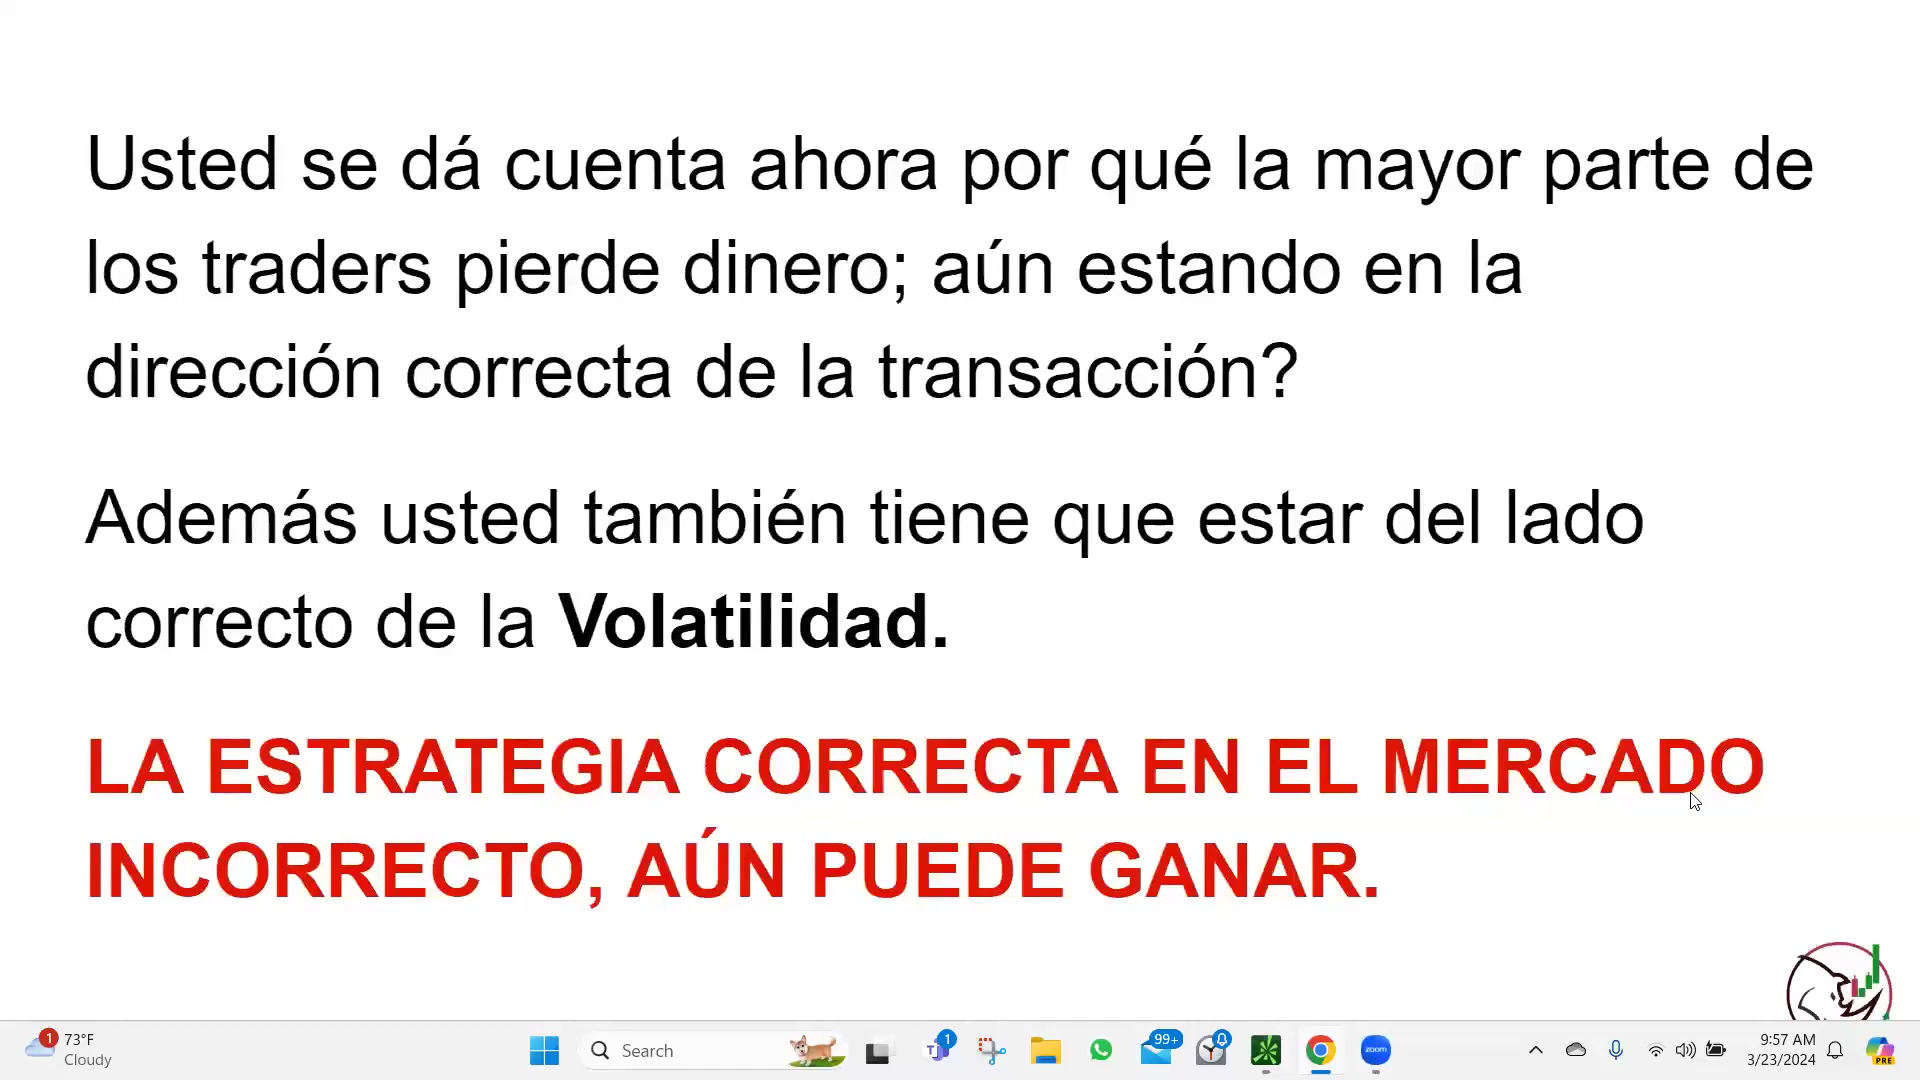 Usted se dá cuenta ahora por qué la mayor parte de
los traders pierde dinero; aún estando en la
dirección correcta de la transacción?
Además usted también tiene que estar del lado
correcto de la Volatilidad.
LA ESTRATEGIA CORRECTA EN EL MERCADO
INCORRECTO, AÚN PUEDE GANAR.
1
73°F
Cloudy
Search
1
99+
zoom
9:57 AM
3/23/2024
PRE